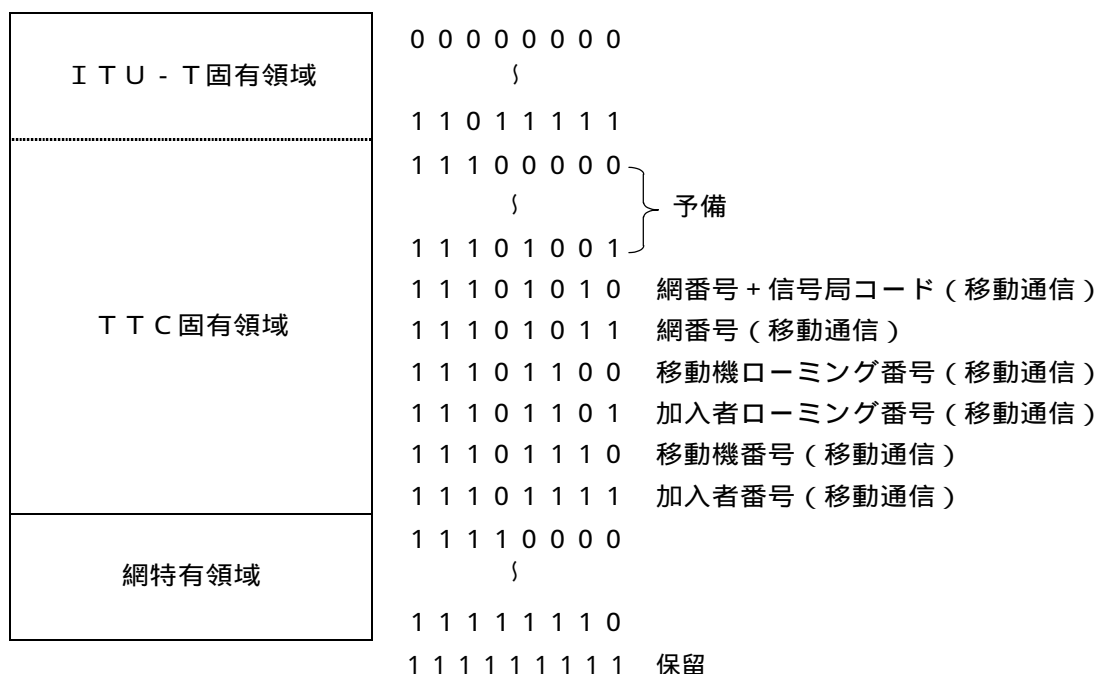 ００００００００
ＩＴＵ‐Ｔ固有領域
～
１１０１１１１１
１１１０００００
～ 予備
１１１０１００１
１１１０１０１０ 網番号＋信号局コード（移動通信）
ＴＴＣ固有領域 １１１０１０１１ 網番号（移動通信）
１１１０１１００ 移動機ローミング番号（移動通信）
１１１０１１０１ 加入者ローミング番号（移動通信）
１１１０１１１０ 移動機番号（移動通信）
１１１０１１１１ 加入者番号（移動通信）
１１１１００００
網特有領域
～
１１１１１１１０
１１１１１１１１１ 保留